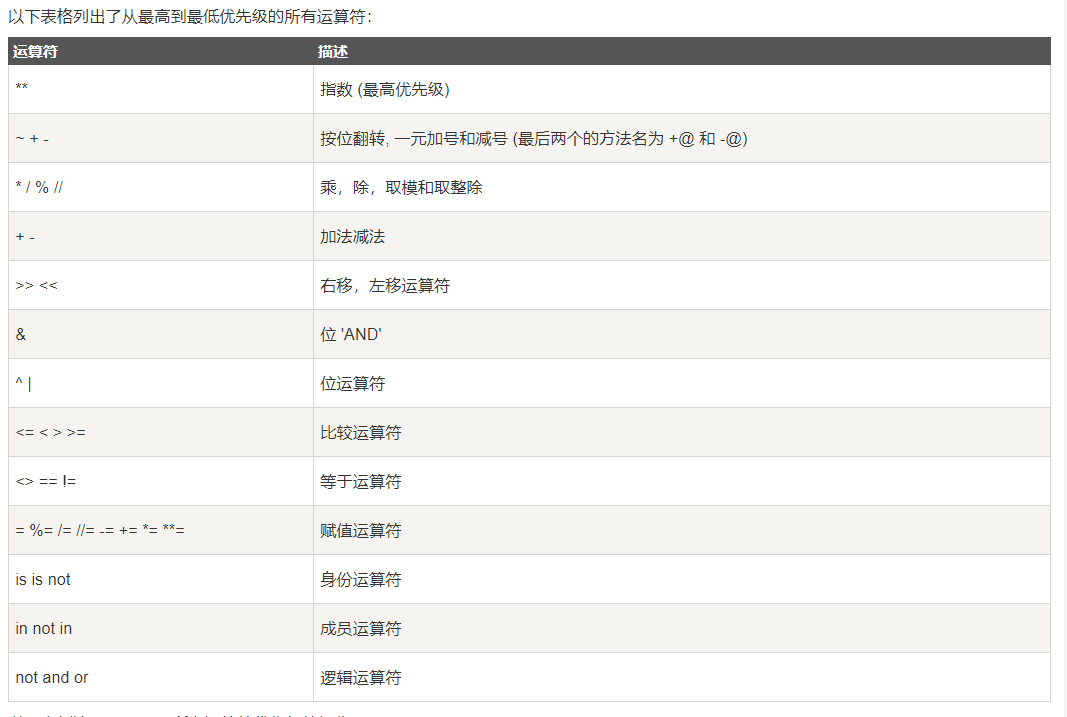 以下表格列出了从最高到最低优先级的所有运算符：
运算符 描述
** 指数 (最高优先级)
~ + - 按位翻转, 一元加号和减号 (最后两个的方法名为 +@ 和 -@)
* / % // 乘，除，取模和取整除
+ - 加法减法
>> << 右移，左移运算符
& 位 'AND'
^ | 位运算符
<= < > >= 比较运算符
<> == != 等于运算符
= %= /= //= -= += *= **= 赋值运算符
is is not 身份运算符
in not in 成员运算符
not and or 逻辑运算符